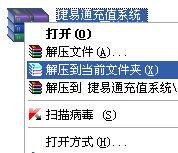 捷易通充值系统
打开(O)
解压文件(A)...
解压到当前文件夹(X)
解压到 捷易通充值系统\
扫描病毒 (S)
打开方式(H)...